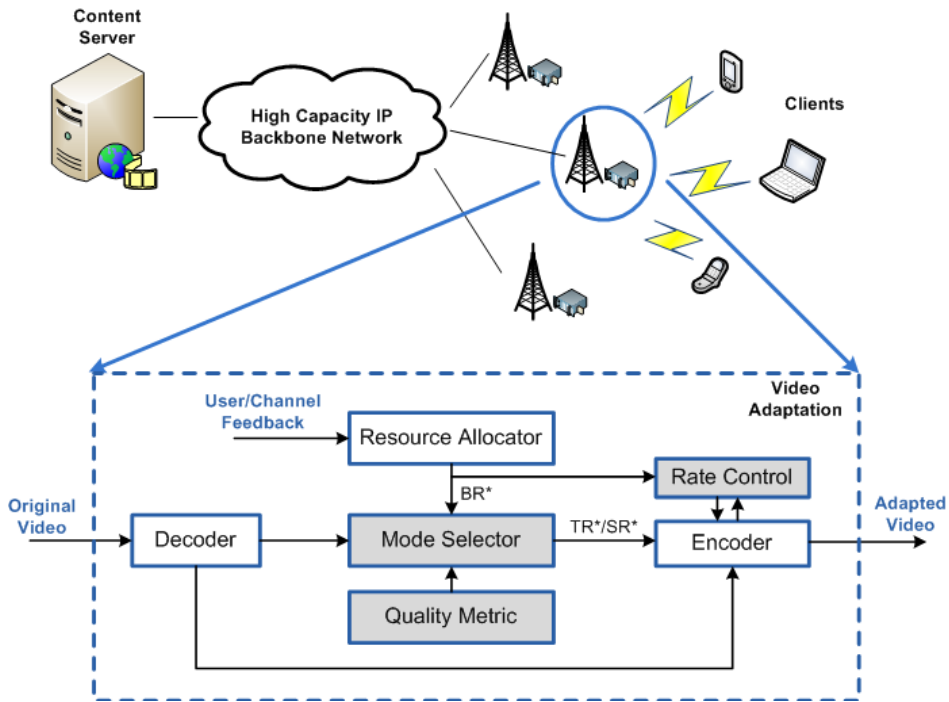 Content
Server
High Capacity IP
Backbone Network
Clients
Video
Adaptation
User/Channel
Feedback
Resource Allocator
Rate Control
BR*
Original
Video
Adapted
Video
Decoder
Mode Selector
TR*/SR*
Encoder
Quality Metric